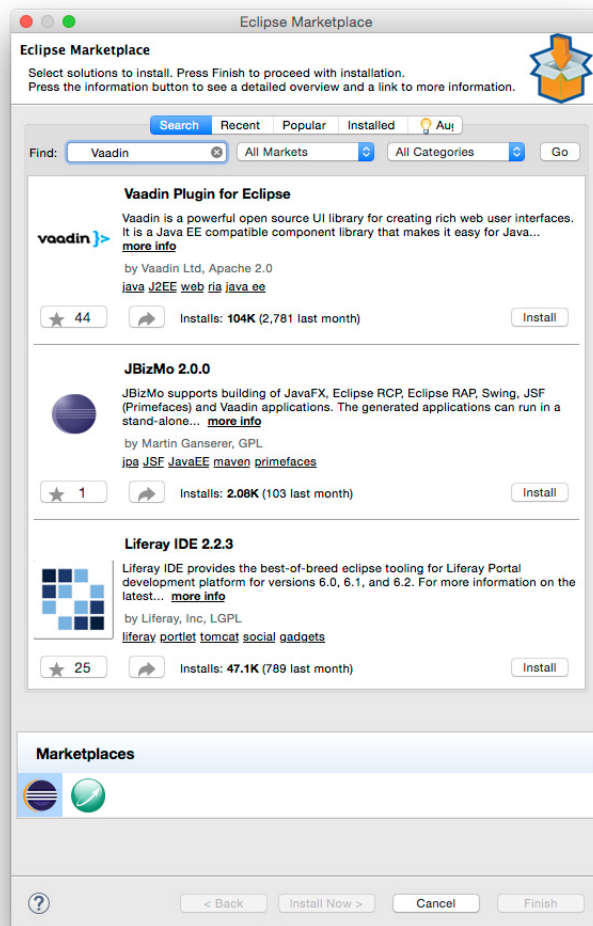 Eclipse Marketplace
Eclipse Marketplace
Select solutions to install. Press Finish to proceed with installation.
Press the information button to see a detailed overview and a link to more information.
Search Recent Popular Installed Aug
Find: Vaadin All Markets All Categories Go
Vaadin Plugin for Eclipse
Vaadin is a powerful open source UI library for creating rich web user interfaces.
It is a Java EE compatible component library that makes it easy for Java...
more info
vaadin }>
by Vaadin Ltd, Apache 2.0
java J2EE web ria java ee
44 Installs: 104K (2,781 last month) Install
JBizMo 2.0.0
JBizMo supports building of JavaFX, Eclipse RCP, Eclipse RAP, Swing, JSF
(Primefaces) and Vaadin applications. The generated applications can run in a
stand-alone... more info
by Martin Ganserer, GPL
jpa JSF JavaEE maven primefaces
1 Installs: 2.08K (103 last month) Install
Liferay IDE 2.2.3
Liferay IDE provides the best-of-breed eclipse tooling for Liferay Portal
development platform for versions 6.0, 6.1, and 6.2. For more information on the
latest... more info
by Liferay, Inc, LGPL
liferay portlet tomcat social gadgets
25 Installs: 47.1K (789 last month) Install
Marketplaces
? < Back Install Now > Cancel Finish